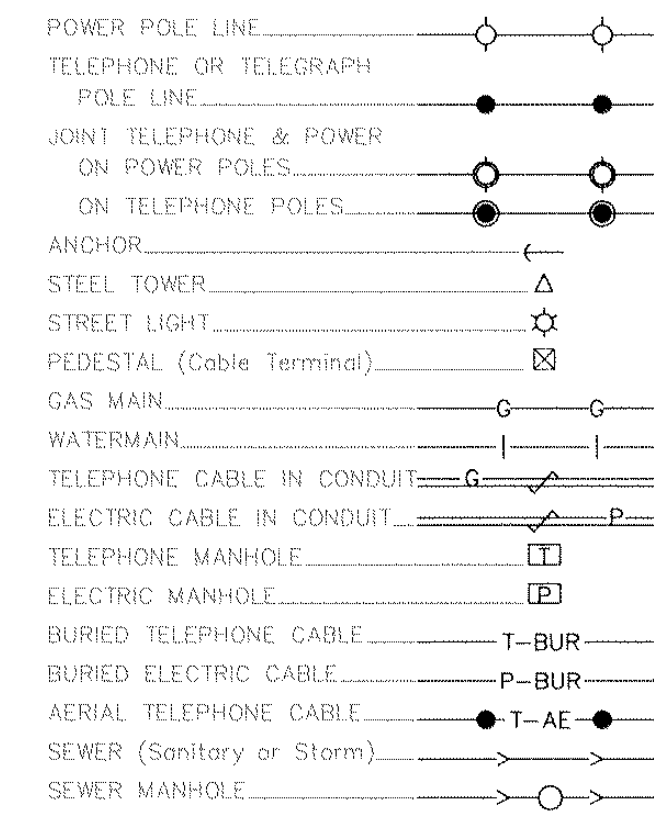 POWER POLE LINE
TELEPHONE OR TELEGRAPH
POLE LINE
JOINT TELEPHONE & POWER
ON POWER POLES
ON TELEPHONE POLES
ANCHOR
STEEL TOWER
STREET LIGHT
PEDESTAL (Cable Terminal)
GAS MAIN G G
WATERMAIN
TELEPHONE CABLE IN CONDUIT G
ELECTRIC CABLE IN CONDUIT P
TELEPHONE MANHOLE T
ELECTRIC MANHOLE P
BURIED TELEPHONE CABLE T-BUR
BURIED ELECTRIC CABLE P-BUR
AERIAL TELEPHONE CABLE T-AE
SEWER (Sanitary or Storm)
SEWER MANHOLE